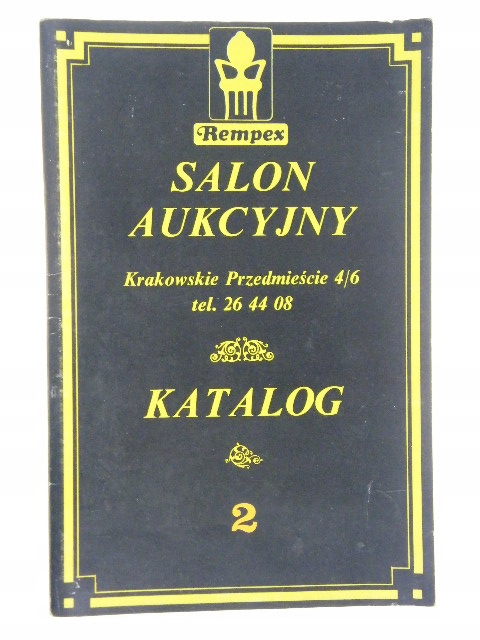 Rempex
SALON
AUKCYJNY
Krakowskie Przedmieście 4/6
tel. 26 44 08
KATALOG
2